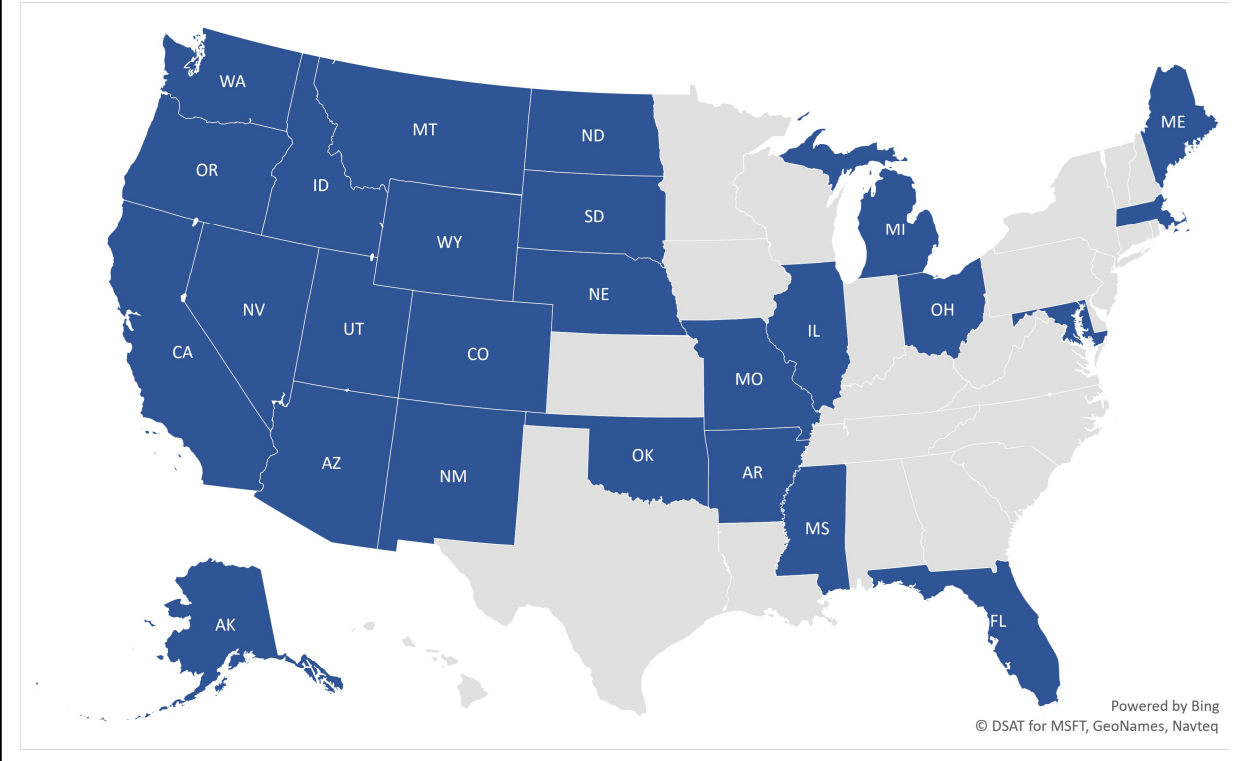 WA
ME
MT
ND
OR
ID
SD
MI
WY
NE
NV
OH
UT
IL
CA
CO
MO
OK
AZ
AR
NM
MS
AK
FL
Powered by Bing
© DSAT for MSFT, GeoNames, Navteq